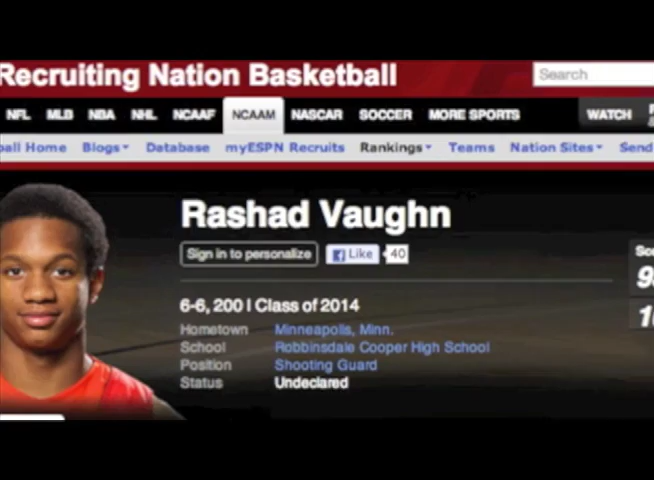 Recruiting Nation Basketball
Search
NFL MLB NBA NHL NCAAF NCAAM NASCAR SOCCER MORE SPORTS WATCH
ball Home Blogs Database myESPN Recruits Rankings Teams Nation Sites Send
Rashad Vaughn
Sign in to personalize Like 40
6-6, 200 | Class of 2014
Hometown Minneapolis, Minn.
School Robbinsdale Cooper High School
Position Shooting Guard
Status Undeclared